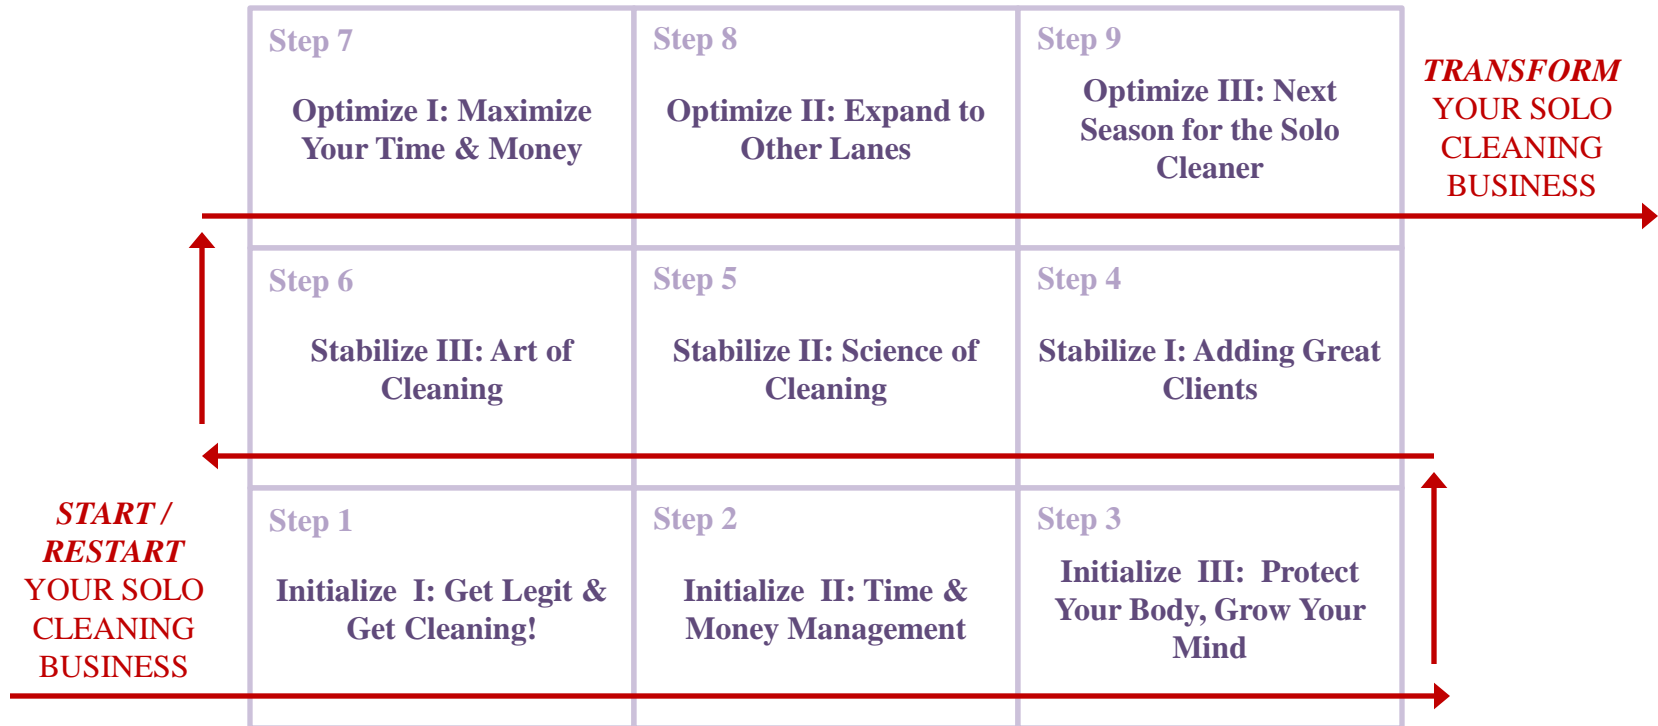 Step 7
Optimize I: Maximize
Your Time & Money
Step 8
Optimize II: Expand to
Other Lanes
Step 9
Optimize III: Next
Season for the Solo
Cleaner
TRANSFORM
YOUR SOLO
CLEANING
BUSINESS
Step 6
Stabilize III: Art of
Cleaning
Step 5
Stabilize II: Science of
Cleaning
Step 4
Stabilize I: Adding Great
Clients
START /
RESTART
YOUR SOLO
CLEANING
BUSINESS
Step 1
Initialize  I: Get Legit &
Get Cleaning!
Step 2
Initialize  II: Time &
Money Management
Step 3
Initialize  III:  Protect
Your Body, Grow Your
Mind